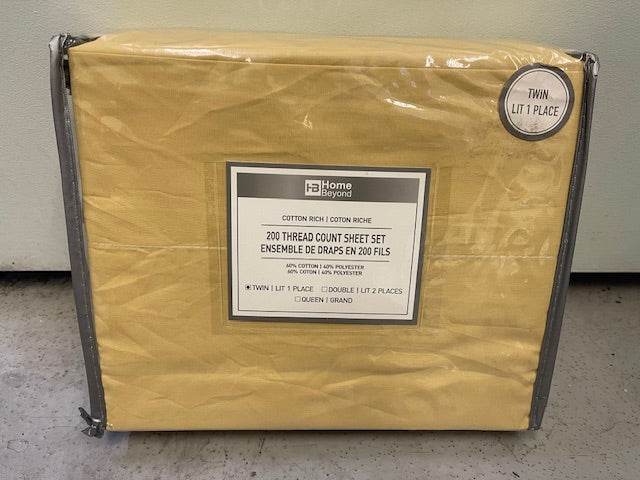 TWIN
LIT 1 PLACE
HB Home
Beyond
COTTON RICH | COTON RICHE
200 THREAD COUNT SHEET SET
ENSEMBLE DE DRAPS EN 200 FILS
60% COTTON | 40% POLYESTER
60% COTON | 40% POLYESTER
TWIN | LIT 1 PLACE DOUBLE | LIT 2 PLACES
QUEEN | GRAND